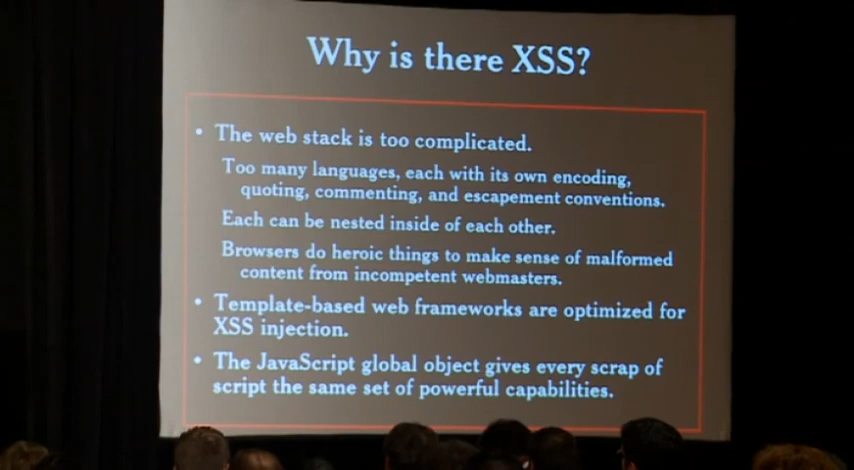 Why is there XSS?
• The web stack is too complicated.
Too many languages, each with its own encoding,
quoting, commenting, and escapement conventions.
Each can be nested inside of each other.
Browsers do heroic things to make sense of malformed
content from incompetent webmasters.
• Template-based web frameworks are optimized for
XSS injection.
• The JavaScript global object gives every scrap of
script the same set of powerful capabilities.